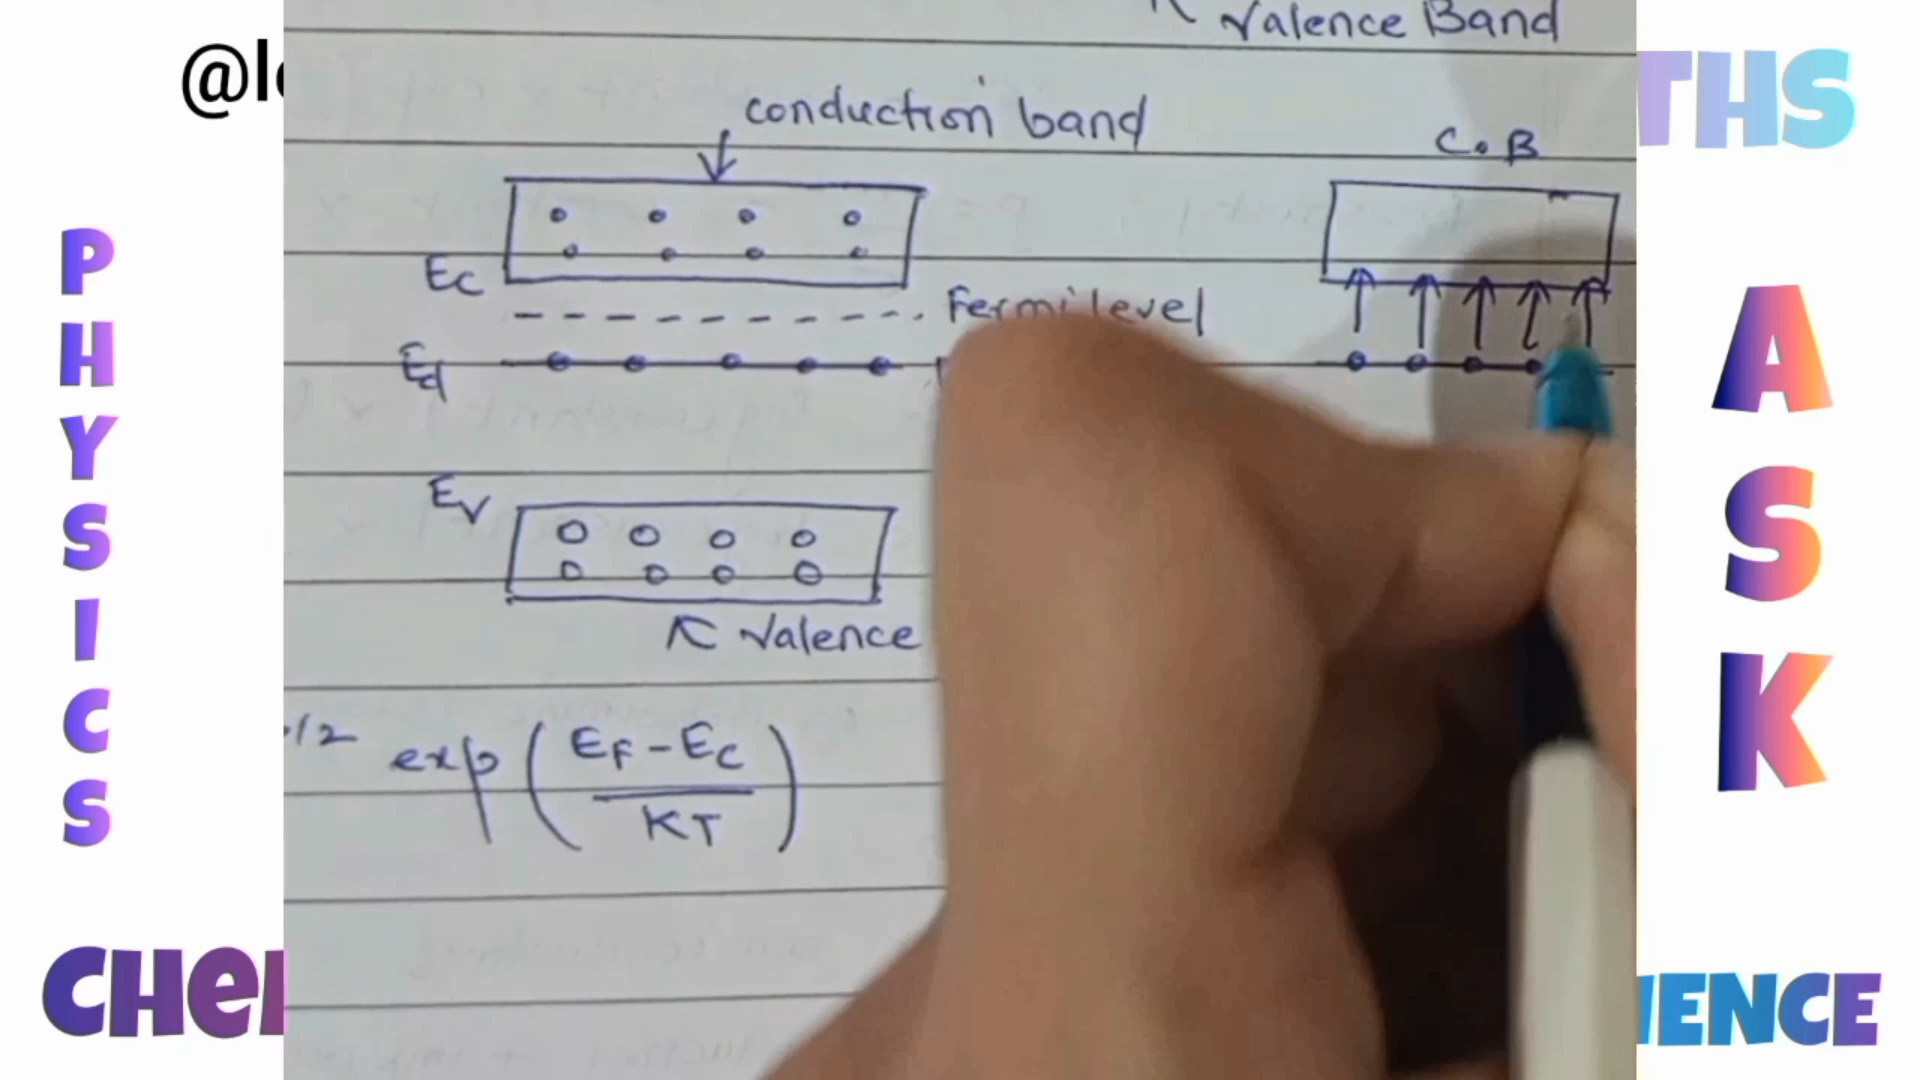 Valence Band
conduction band
C.B
Ec
Fermi level
Ed
Ev
Valence
exp ( EF - Ec / KT )
PHYSICS
ASK